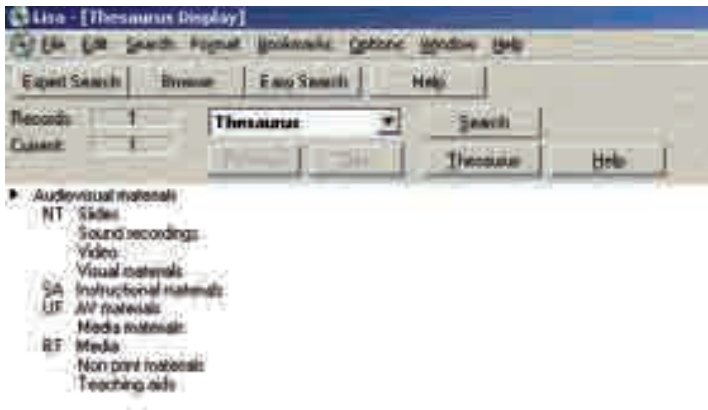 Lisa - [Thesaurus Display]
File Edit Search Format Bookmarks Options Window Help
Expert Search Browse Easy Search Help
Records 1 Thesaurus Search
Current 1 Thesaurus Help
Audiovisual materials
NT Slides
Sound recordings
Video
Visual materials
SA Instructional materials
UF AV materials
Media materials
RT Media
Non print materials
Teaching aids